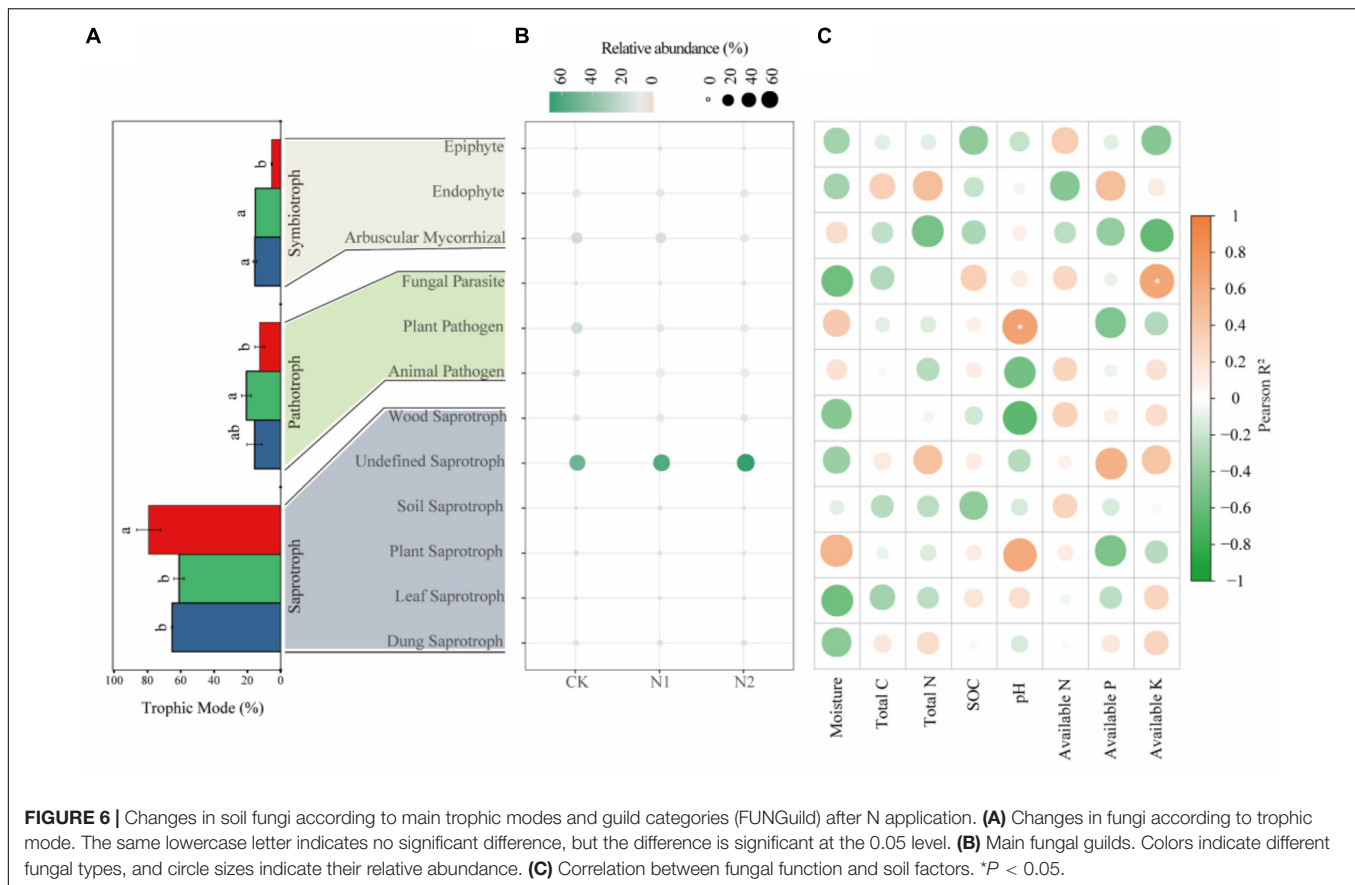 A
B
C
Relative abundance (%)
60
40
20
0
0
20
40
60
Symbiotroph
Pathotroph
Saprotroph
b
a
a
b
a
ab
a
b
b
100 80 60 40 20 0
Trophic Mode (%)
Epiphyte
Endophyte
Arbuscular Mycorrhizal
Fungal Parasite
Plant Pathogen
Animal Pathogen
Wood Saprotroph
Undefined Saprotroph
Soil Saprotroph
Plant Saprotroph
Leaf Saprotroph
Dung Saprotroph
CK N1 N2
*
*
Moisture
Total C
Total N
SOC
pH
Available N
Available P
Available K
1
0.8
0.6
0.4
0.2
0
−0.2
−0.4
−0.6
−0.8
−1
Pearson R²
FIGURE 6 | Changes in soil fungi according to main trophic modes and guild categories (FUNGuild) after N application. (A) Changes in fungi according to trophic
mode. The same lowercase letter indicates no significant difference, but the difference is significant at the 0.05 level. (B) Main fungal guilds. Colors indicate different
fungal types, and circle sizes indicate their relative abundance. (C) Correlation between fungal function and soil factors. *P < 0.05.